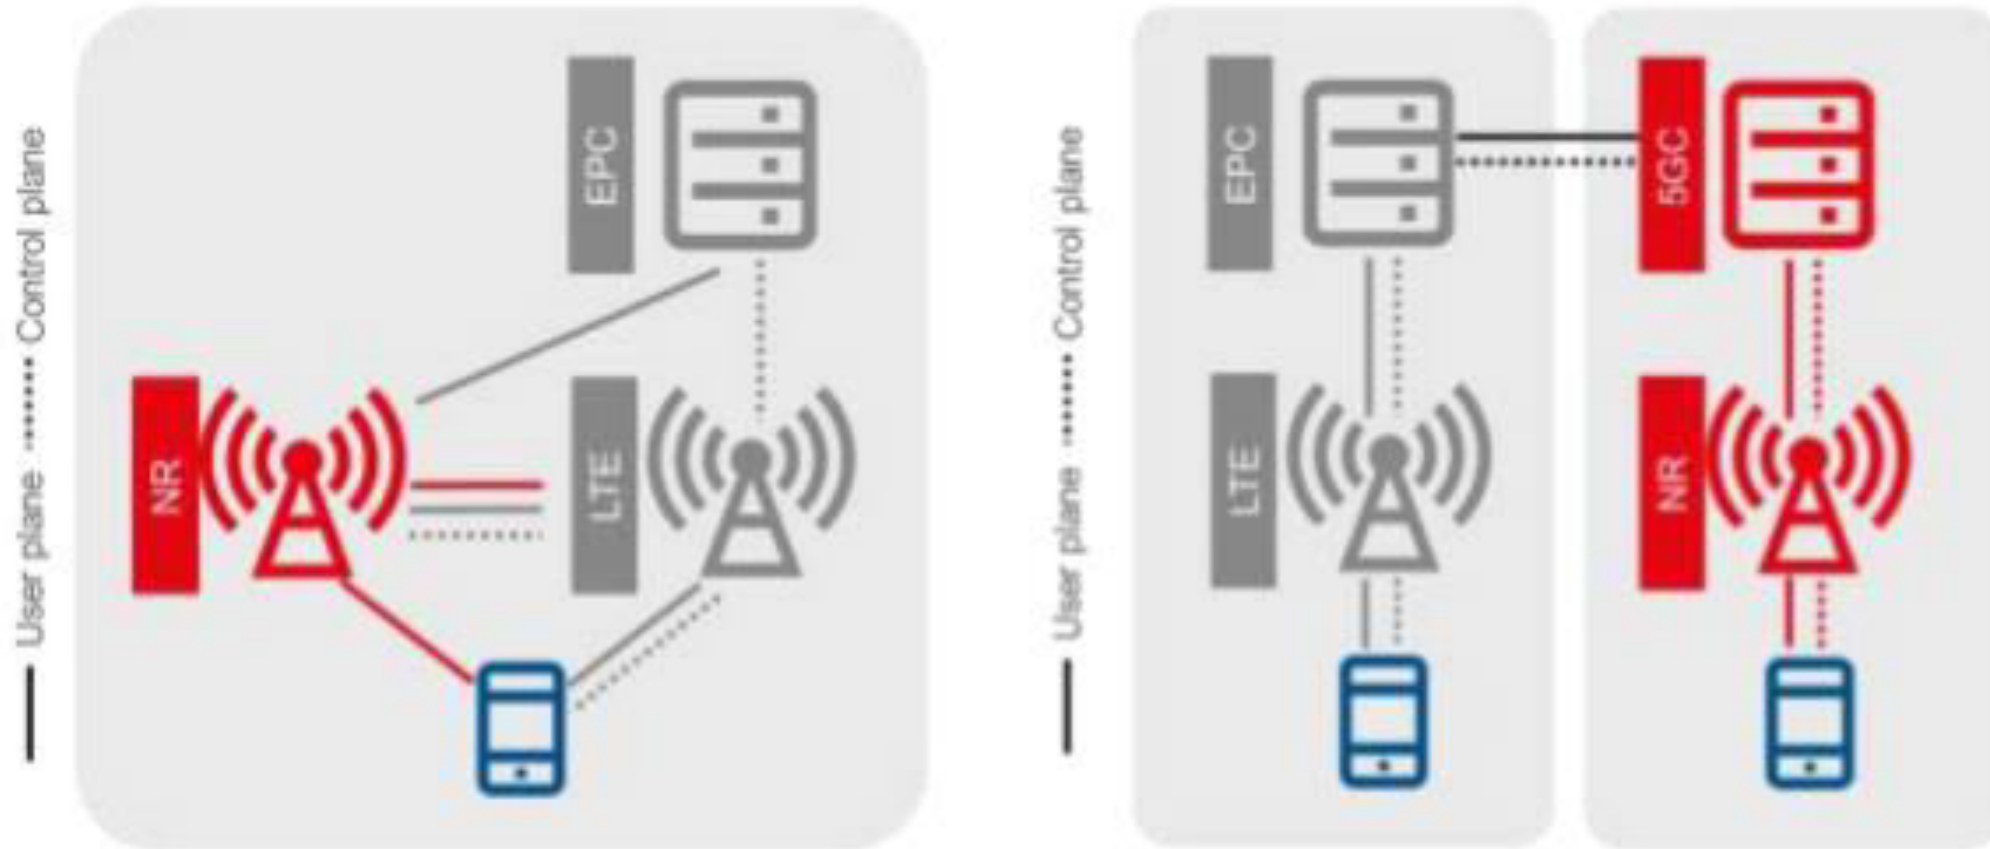 User plane Control plane
EPC
NR
LTE
User plane Control plane
EPC
5GC
LTE
NR